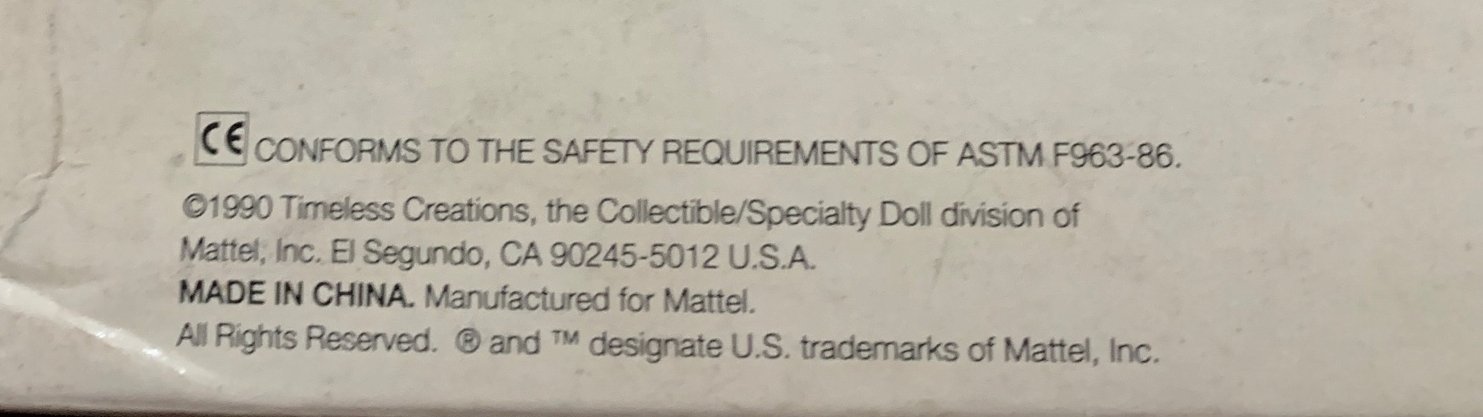 CE CONFORMS TO THE SAFETY REQUIREMENTS OF ASTM F963-86.
©1990 Timeless Creations, the Collectible/Specialty Doll division of
Mattel, Inc. El Segundo, CA 90245-5012 U.S.A.
MADE IN CHINA. Manufactured for Mattel.
All Rights Reserved. ® and ™ designate U.S. trademarks of Mattel, Inc.